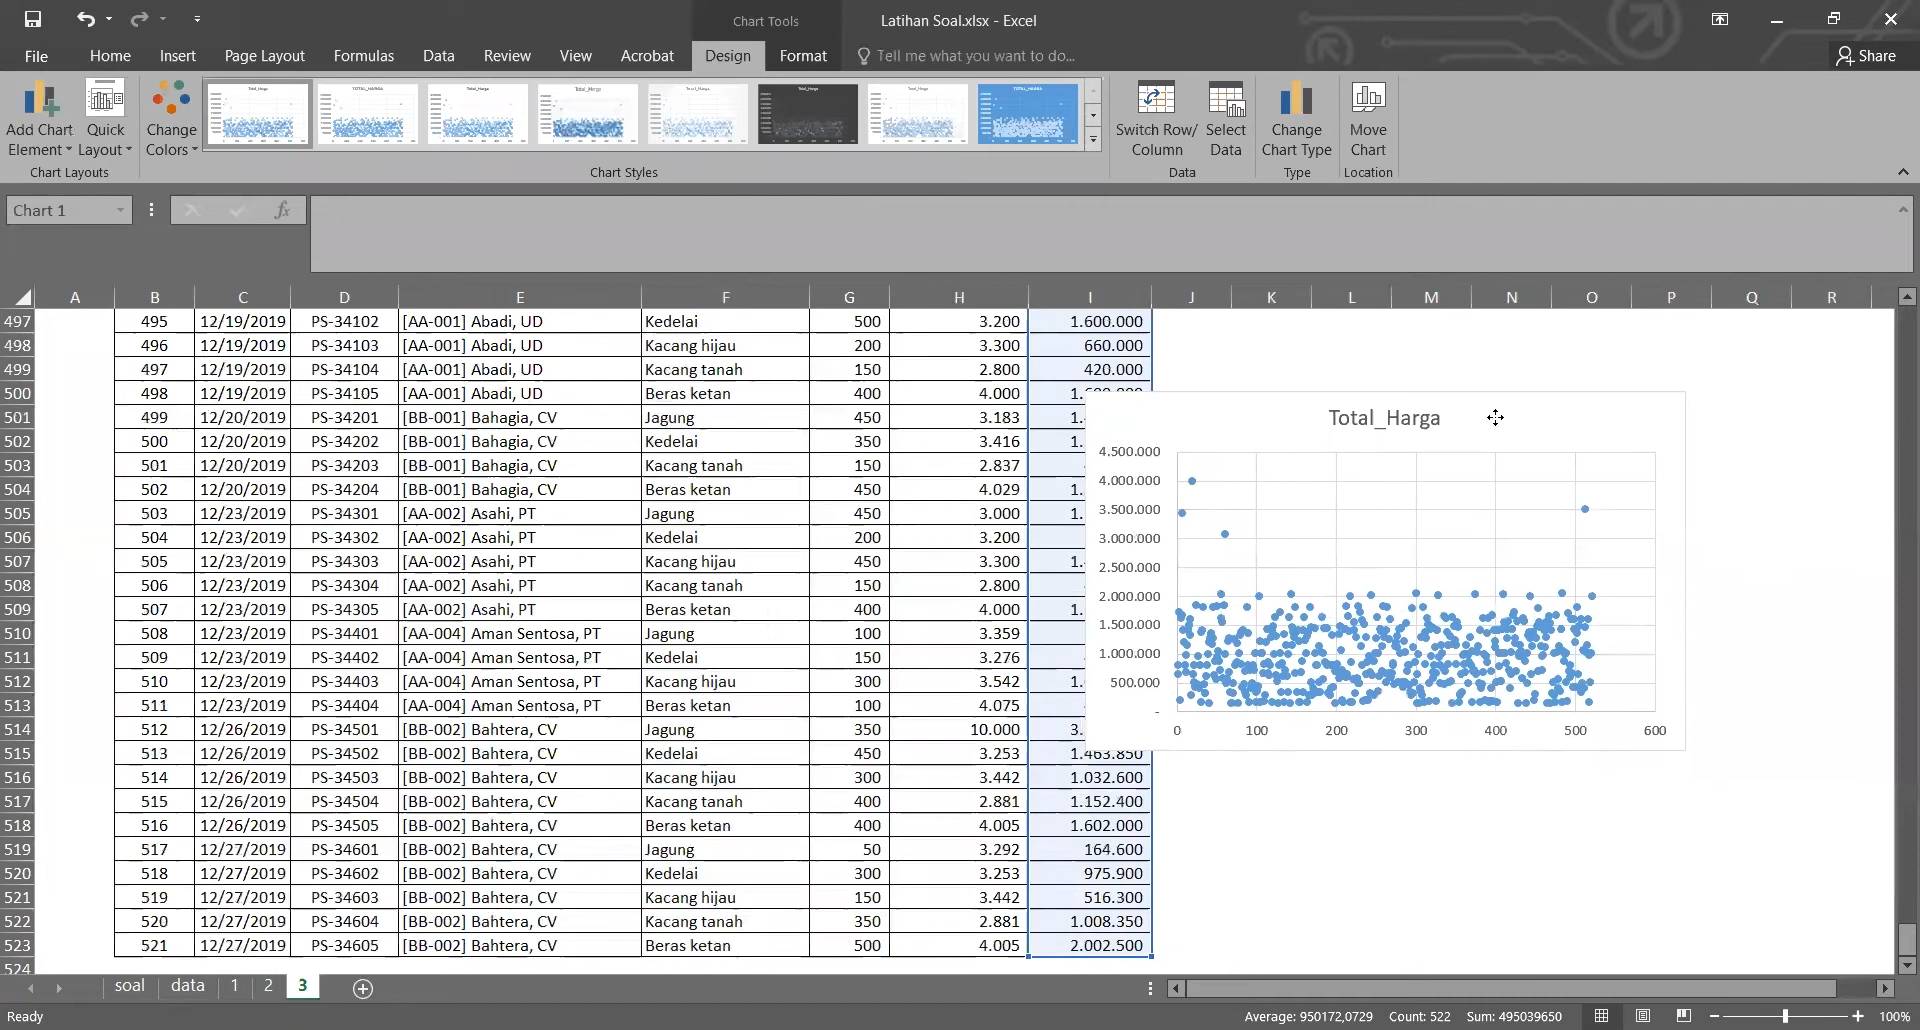 Chart Tools
Latihan Soal.xlsx - Excel
File Home Insert Page Layout Formulas Data Review View Acrobat Design Format Tell me what you want to do... Share
Add Chart Element Quick Layout Change Colors Switch Row/ Column Select Data Change Chart Type Move Chart
Chart Layouts Chart Styles Data Type Location
Chart 1 fx
A B C D E F G H I J K L M N O P Q R
497 495 12/19/2019 PS-34102 [AA-001] Abadi, UD Kedelai 500 3.200 1.600.000
498 496 12/19/2019 PS-34103 [AA-001] Abadi, UD Kacang hijau 200 3.300 660.000
499 497 12/19/2019 PS-34104 [AA-001] Abadi, UD Kacang tanah 150 2.800 420.000
500 498 12/19/2019 PS-34105 [AA-001] Abadi, UD Beras ketan 400 4.000
501 499 12/20/2019 PS-34201 [BB-001] Bahagia, CV Jagung 450 3.183
502 500 12/20/2019 PS-34202 [BB-001] Bahagia, CV Kedelai 350 3.416
503 501 12/20/2019 PS-34203 [BB-001] Bahagia, CV Kacang tanah 150 2.837
504 502 12/20/2019 PS-34204 [BB-001] Bahagia, CV Beras ketan 450 4.029
505 503 12/23/2019 PS-34301 [AA-002] Asahi, PT Jagung 450 3.000
506 504 12/23/2019 PS-34302 [AA-002] Asahi, PT Kedelai 200 3.200
507 505 12/23/2019 PS-34303 [AA-002] Asahi, PT Kacang hijau 450 3.300
508 506 12/23/2019 PS-34304 [AA-002] Asahi, PT Kacang tanah 150 2.800
509 507 12/23/2019 PS-34305 [AA-002] Asahi, PT Beras ketan 400 4.000
510 508 12/23/2019 PS-34401 [AA-004] Aman Sentosa, PT Jagung 100 3.359
511 509 12/23/2019 PS-34402 [AA-004] Aman Sentosa, PT Kedelai 150 3.276
512 510 12/23/2019 PS-34403 [AA-004] Aman Sentosa, PT Kacang hijau 300 3.542
513 511 12/23/2019 PS-34404 [AA-004] Aman Sentosa, PT Beras ketan 100 4.075
514 512 12/26/2019 PS-34501 [BB-002] Bahtera, CV Jagung 350 10.000
515 513 12/26/2019 PS-34502 [BB-002] Bahtera, CV Kedelai 450 3.253 1.463.850
516 514 12/26/2019 PS-34503 [BB-002] Bahtera, CV Kacang hijau 300 3.442 1.032.600
517 515 12/26/2019 PS-34504 [BB-002] Bahtera, CV Kacang tanah 400 2.881 1.152.400
518 516 12/26/2019 PS-34505 [BB-002] Bahtera, CV Beras ketan 400 4.005 1.602.000
519 517 12/27/2019 PS-34601 [BB-002] Bahtera, CV Jagung 50 3.292 164.600
520 518 12/27/2019 PS-34602 [BB-002] Bahtera, CV Kedelai 300 3.253 975.900
521 519 12/27/2019 PS-34603 [BB-002] Bahtera, CV Kacang hijau 150 3.442 516.300
522 520 12/27/2019 PS-34604 [BB-002] Bahtera, CV Kacang tanah 350 2.881 1.008.350
523 521 12/27/2019 PS-34605 [BB-002] Bahtera, CV Beras ketan 500 4.005 2.002.500
524
Total_Harga
4.500.000
4.000.000
3.500.000
3.000.000
2.500.000
2.000.000
1.500.000
1.000.000
500.000
-
0 100 200 300 400 500 600
soal data 1 2 3
Ready Average: 950172,0729 Count: 522 Sum: 495039650 100%